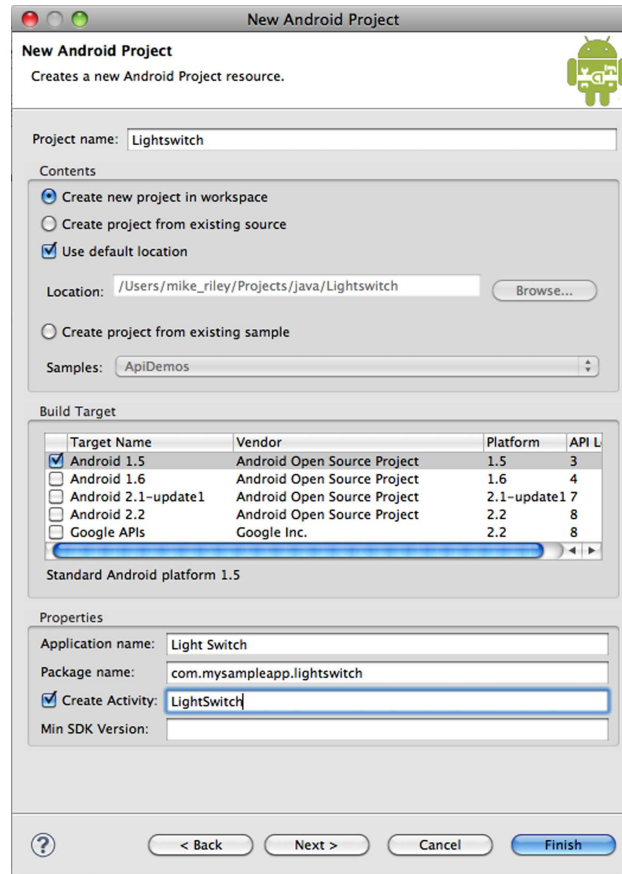 New Android Project
New Android Project
Creates a new Android Project resource.
Project name: Lightswitch
Contents
Create new project in workspace
Create project from existing source
Use default location
Location: /Users/mike_riley/Projects/java/Lightswitch Browse...
Create project from existing sample
Samples: ApiDemos
Build Target
Target Name Vendor Platform API L
Android 1.5 Android Open Source Project 1.5 3
Android 1.6 Android Open Source Project 1.6 4
Android 2.1-update1 Android Open Source Project 2.1-update1 7
Android 2.2 Android Open Source Project 2.2 8
Google APIs Google Inc. 2.2 8
Standard Android platform 1.5
Properties
Application name: Light Switch
Package name: com.mysampleapp.lightswitch
Create Activity: LightSwitch
Min SDK Version:
? < Back Next > Cancel Finish